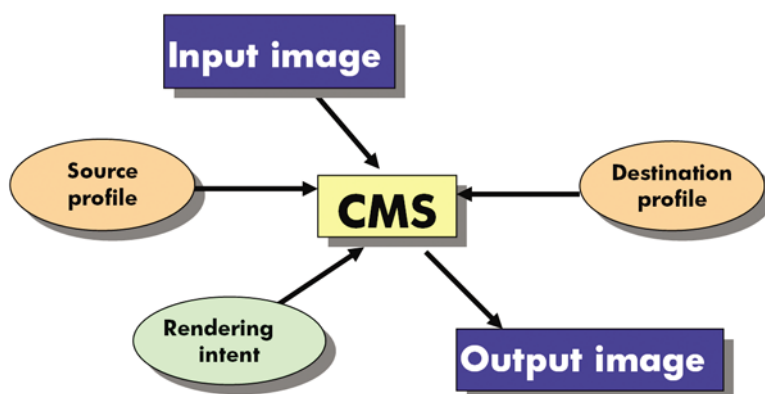 Input image
Source
profile
Destination
profile
CMS
Rendering
intent
Output image